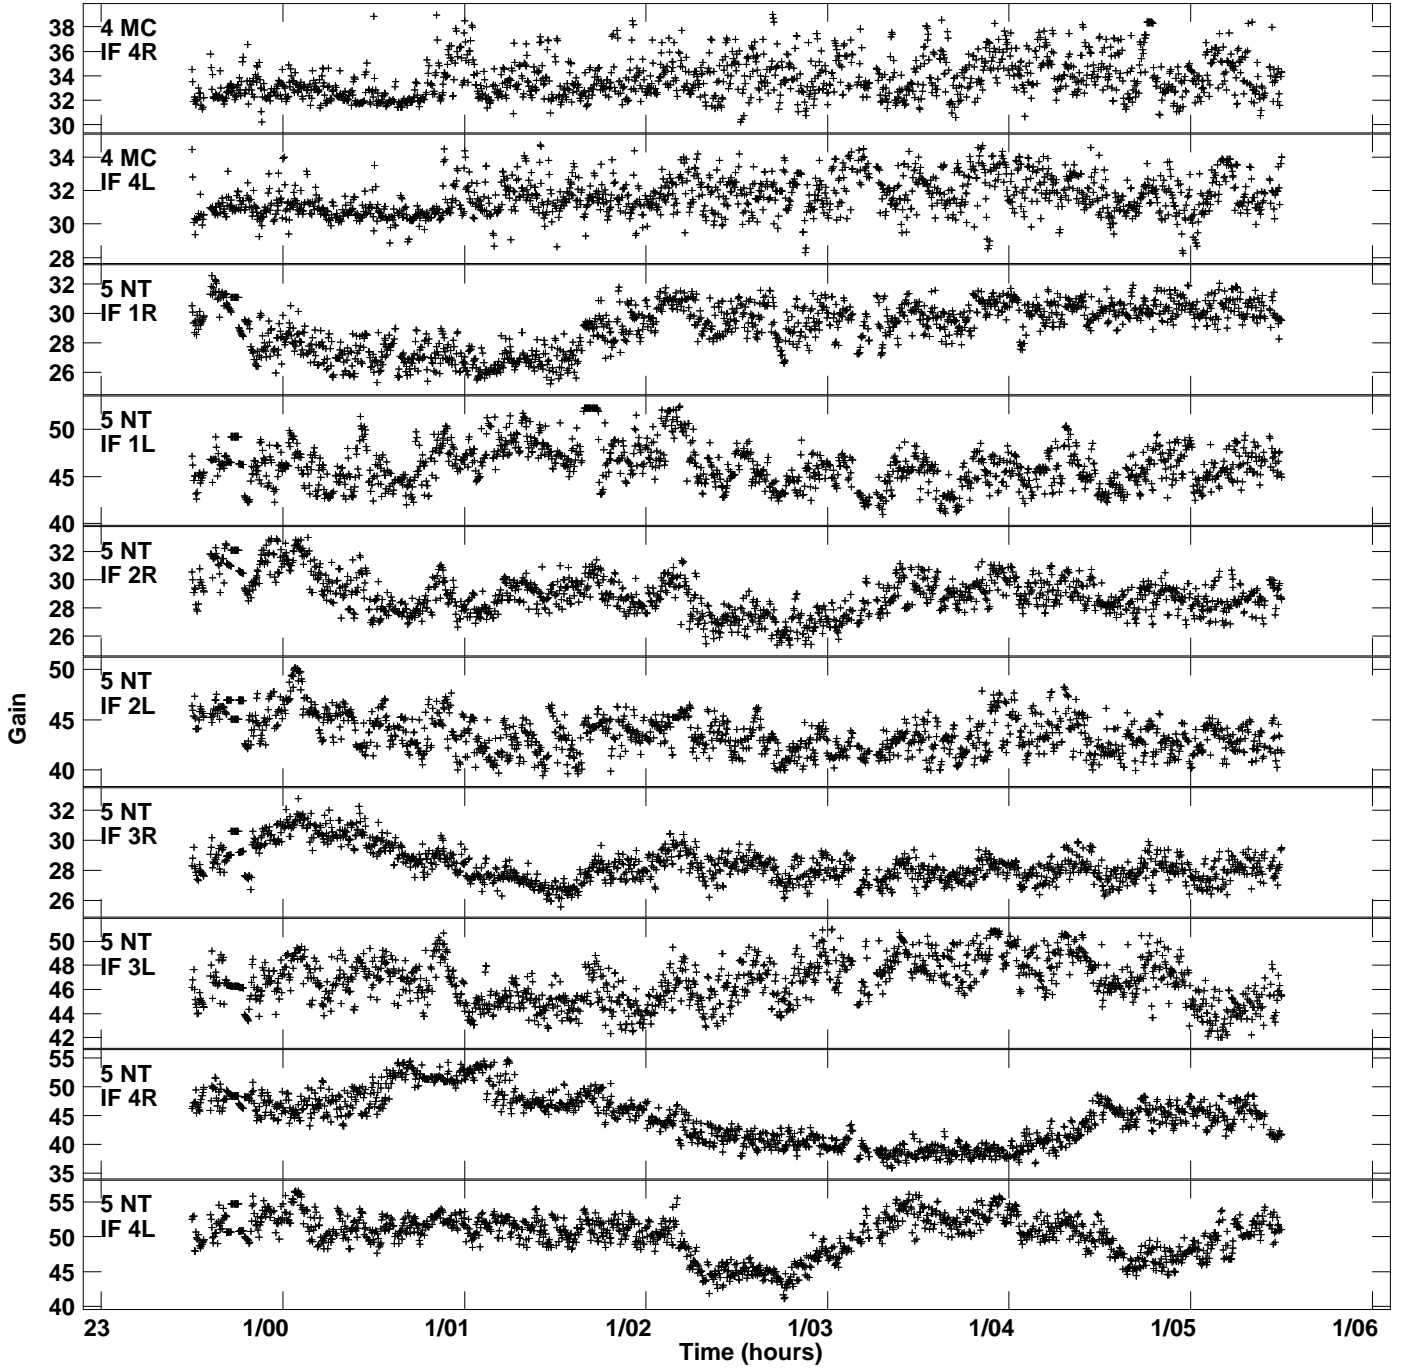 4 MC
IF 4R
38
36
34
32
30
4 MC
IF 4L
34
32
30
28
5 NT
IF 1R
32
30
28
26
5 NT
IF 1L
50
45
40
5 NT
IF 2R
32
30
28
26
5 NT
IF 2L
50
45
40
Gain
5 NT
IF 3R
32
30
28
26
5 NT
IF 3L
50
48
46
44
42
5 NT
IF 4R
55
50
45
40
35
5 NT
IF 4L
55
50
45
40
23 1/00 1/01 1/02 1/03 1/04 1/05 1/06
Time (hours)